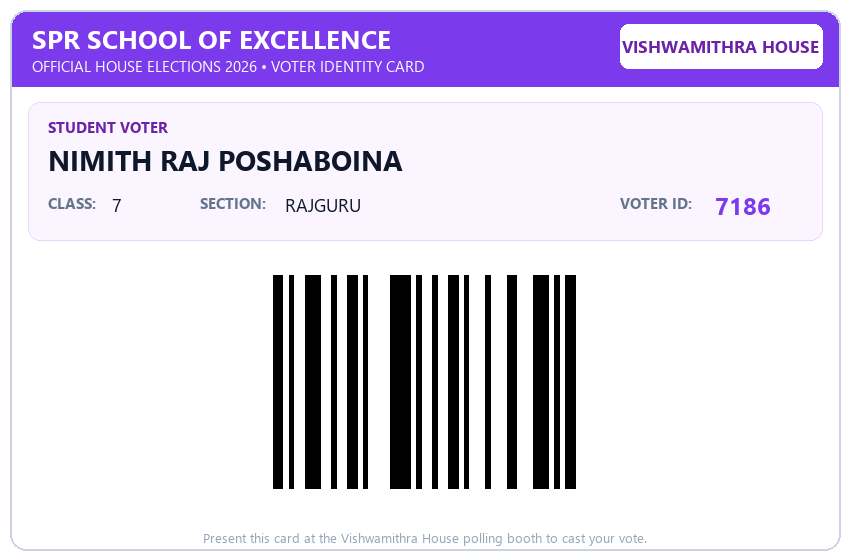 SPR SCHOOL OF EXCELLENCE
OFFICIAL HOUSE ELECTIONS 2026 • VOTER IDENTITY CARD
VISHWAMITHRA HOUSE
STUDENT VOTER
NIMITH RAJ POSHABOINA
CLASS: 7 SECTION: RAJGURU VOTER ID: 7186
Present this card at the Vishwamithra House polling booth to cast your vote.